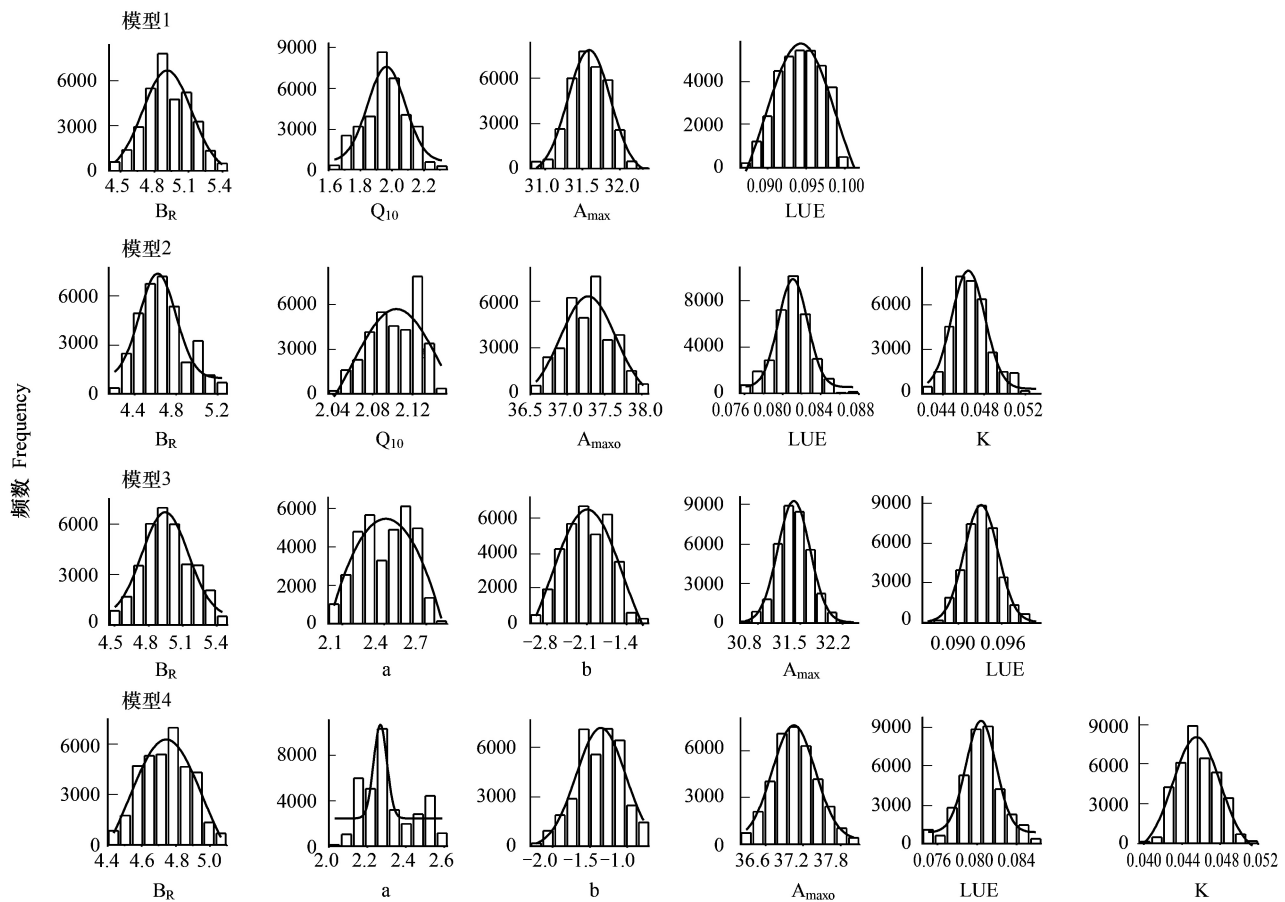 模型1
9000
6000
3000
0
4.5 4.8 5.1 5.4
B_R
6000
3000
0
1.6 1.8 2.0 2.2
Q_10
6000
3000
0
31.0 31.5 32.0
A_max
4000
2000
0
0.090 0.095 0.100
LUE
模型2
6000
3000
0
4.4 4.8 5.2
B_R
6000
3000
0
2.04 2.08 2.12
Q_10
6000
3000
0
36.5 37.0 37.5 38.0
A_maxo
8000
4000
0
0.076 0.080 0.084 0.088
LUE
6000
3000
0
0.044 0.048 0.052
K
频数 Frequency
模型3
6000
3000
0
4.5 4.8 5.1 5.4
B_R
6000
4000
2000
0
2.1 2.4 2.7
a
6000
4000
2000
0
−2.8 −2.1 −1.4
b
9000
6000
3000
0
30.8 31.5 32.2
A_max
9000
6000
3000
0
0.090 0.096
LUE
模型4
6000
3000
0
4.4 4.6 4.8 5.0
B_R
8000
4000
0
2.0 2.2 2.4 2.6
a
6000
3000
0
−2.0 −1.5 −1.0
b
6000
3000
0
36.6 37.2 37.8
A_maxo
9000
6000
3000
0
0.076 0.080 0.084
LUE
9000
6000
3000
0
0.040 0.044 0.048 0.052
K